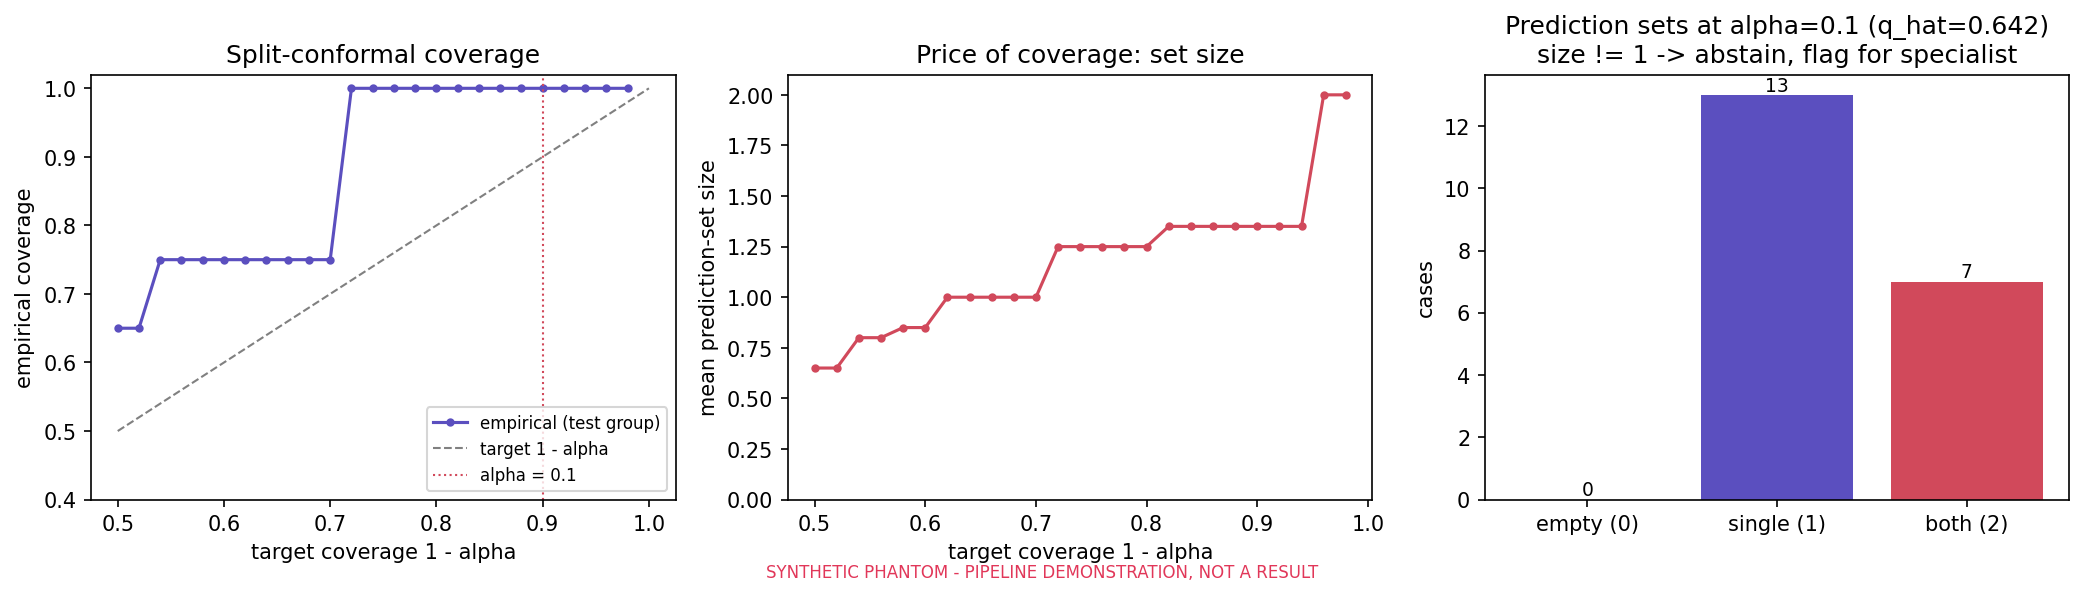 Split-conformal coverage
1.0
0.9
0.8
0.7
0.6
0.5
0.4
empirical coverage
0.5 0.6 0.7 0.8 0.9 1.0
target coverage 1 - alpha
empirical (test group)
target 1 - alpha
alpha = 0.1
Price of coverage: set size
2.00
1.75
1.50
1.25
1.00
0.75
0.50
0.25
0.00
mean prediction-set size
0.5 0.6 0.7 0.8 0.9 1.0
target coverage 1 - alpha
Prediction sets at alpha=0.1 (q_hat=0.642)
size != 1 -> abstain, flag for specialist
12
10
8
6
4
2
0
cases
0
13
7
empty (0) single (1) both (2)
SYNTHETIC PHANTOM - PIPELINE DEMONSTRATION, NOT A RESULT